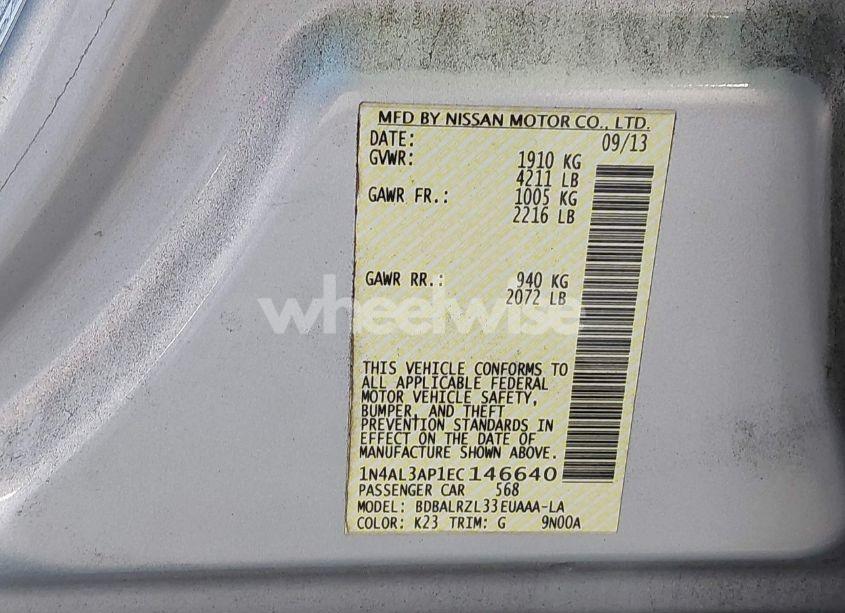 MFD BY NISSAN MOTOR CO., LTD.
DATE: 09/13
GVWR: 1910 KG
4211 LB
GAWR FR.: 1005 KG
2216 LB
GAWR RR.: 940 KG
2072 LB
wheelwise
THIS VEHICLE CONFORMS TO
ALL APPLICABLE FEDERAL
MOTOR VEHICLE SAFETY,
BUMPER, AND THEFT
PREVENTION STANDARDS IN
EFFECT ON THE DATE OF
MANUFACTURE SHOWN ABOVE.
1N4AL3AP1EC146640
PASSENGER CAR 568
MODEL: BDBALRZL33EUAAA-LA
COLOR: K23 TRIM: G 9N00A